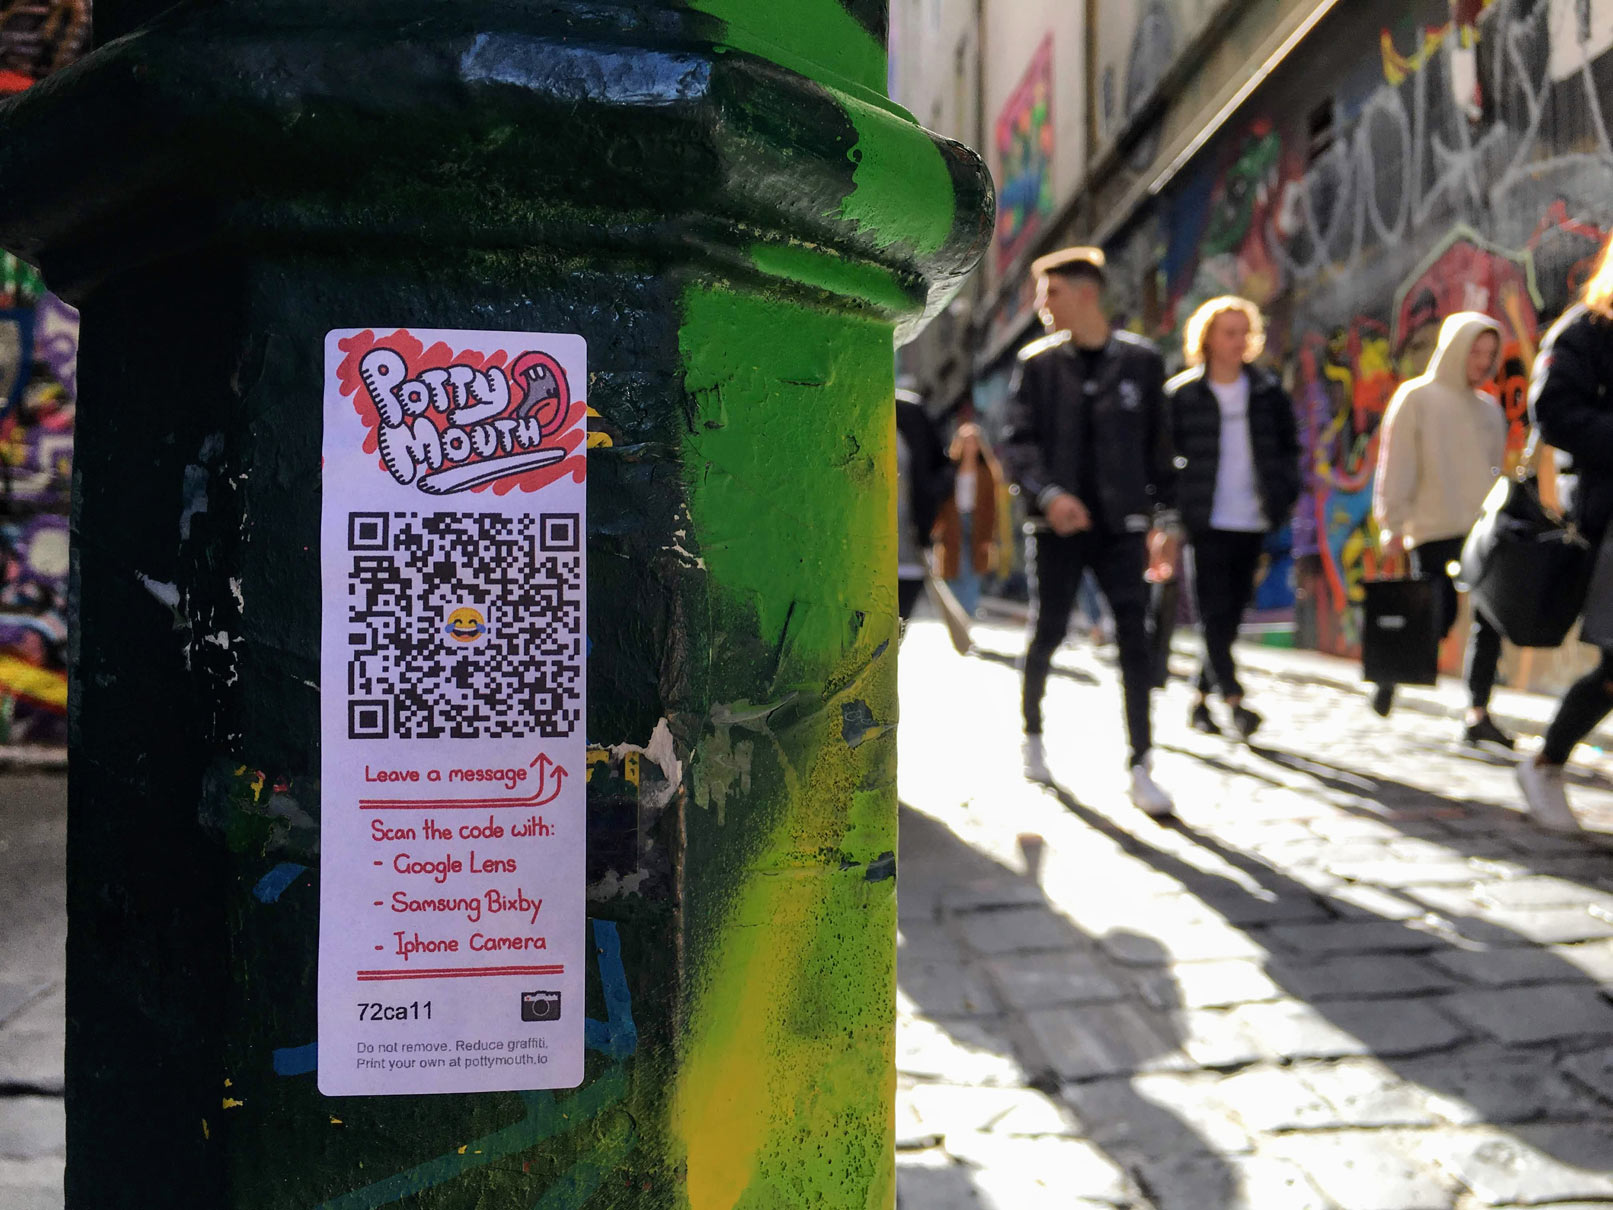 POTTY
MOUTH
Leave a message
Scan the code with:
- Google Lens
- Samsung Bixby
- Iphone Camera
72ca11
Do not remove. Reduce graffiti.
Print your own at pottymouth.io